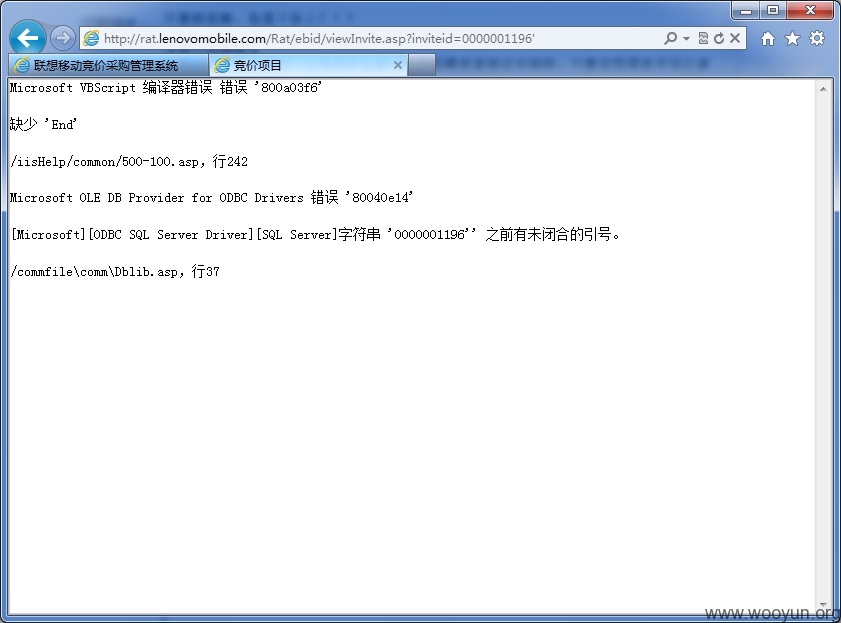 http://rat.lenovomobile.com/Rat/ebid/viewInvite.asp?inviteid=0000001196'
联想移动竞价采购管理系统
竞价项目
Microsoft VBScript 编译器错误 错误 '800a03f6'
缺少 'End'
/iisHelp/common/500-100.asp，行242
Microsoft OLE DB Provider for ODBC Drivers 错误 '80040e14'
[Microsoft][ODBC SQL Server Driver][SQL Server]字符串 '0000001196'' 之前有未闭合的引号。
/commfile\comm\Dblib.asp，行37
www.wooyun.org